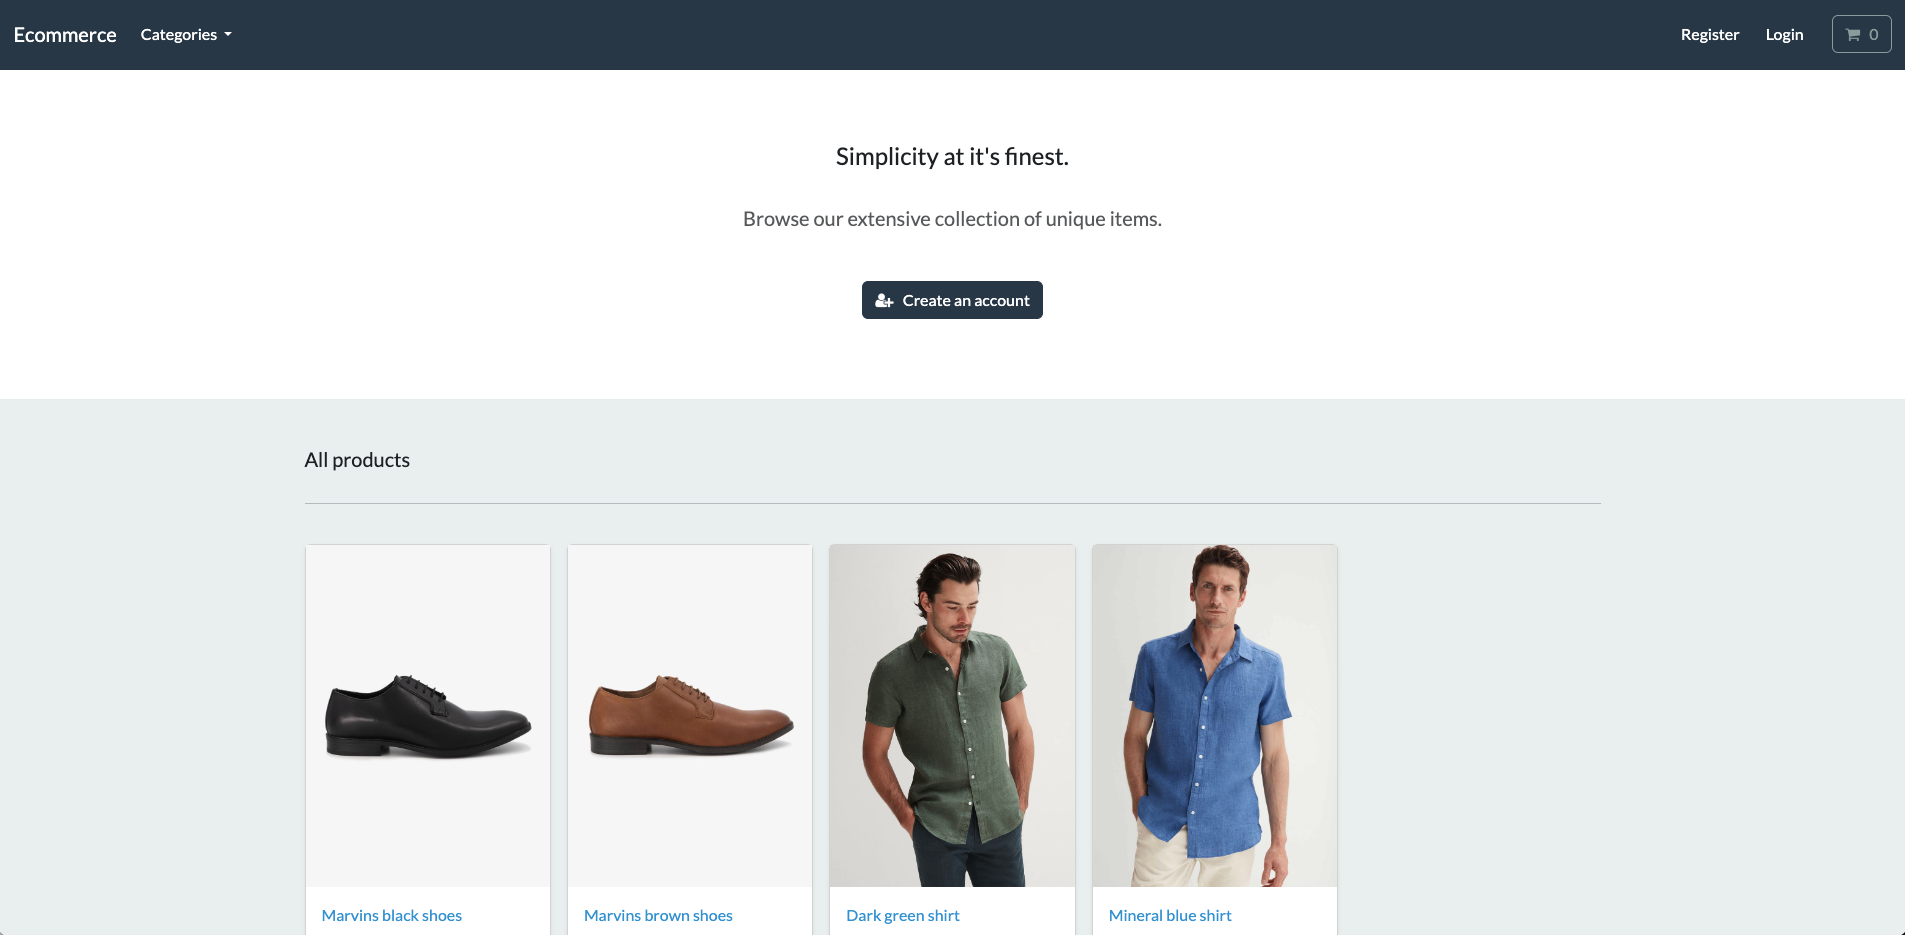 Ecommerce Categories Register Login 0
Simplicity at it's finest.
Browse our extensive collection of unique items.
Create an account
All products
Marvins black shoes
Marvins brown shoes
Dark green shirt
Mineral blue shirt